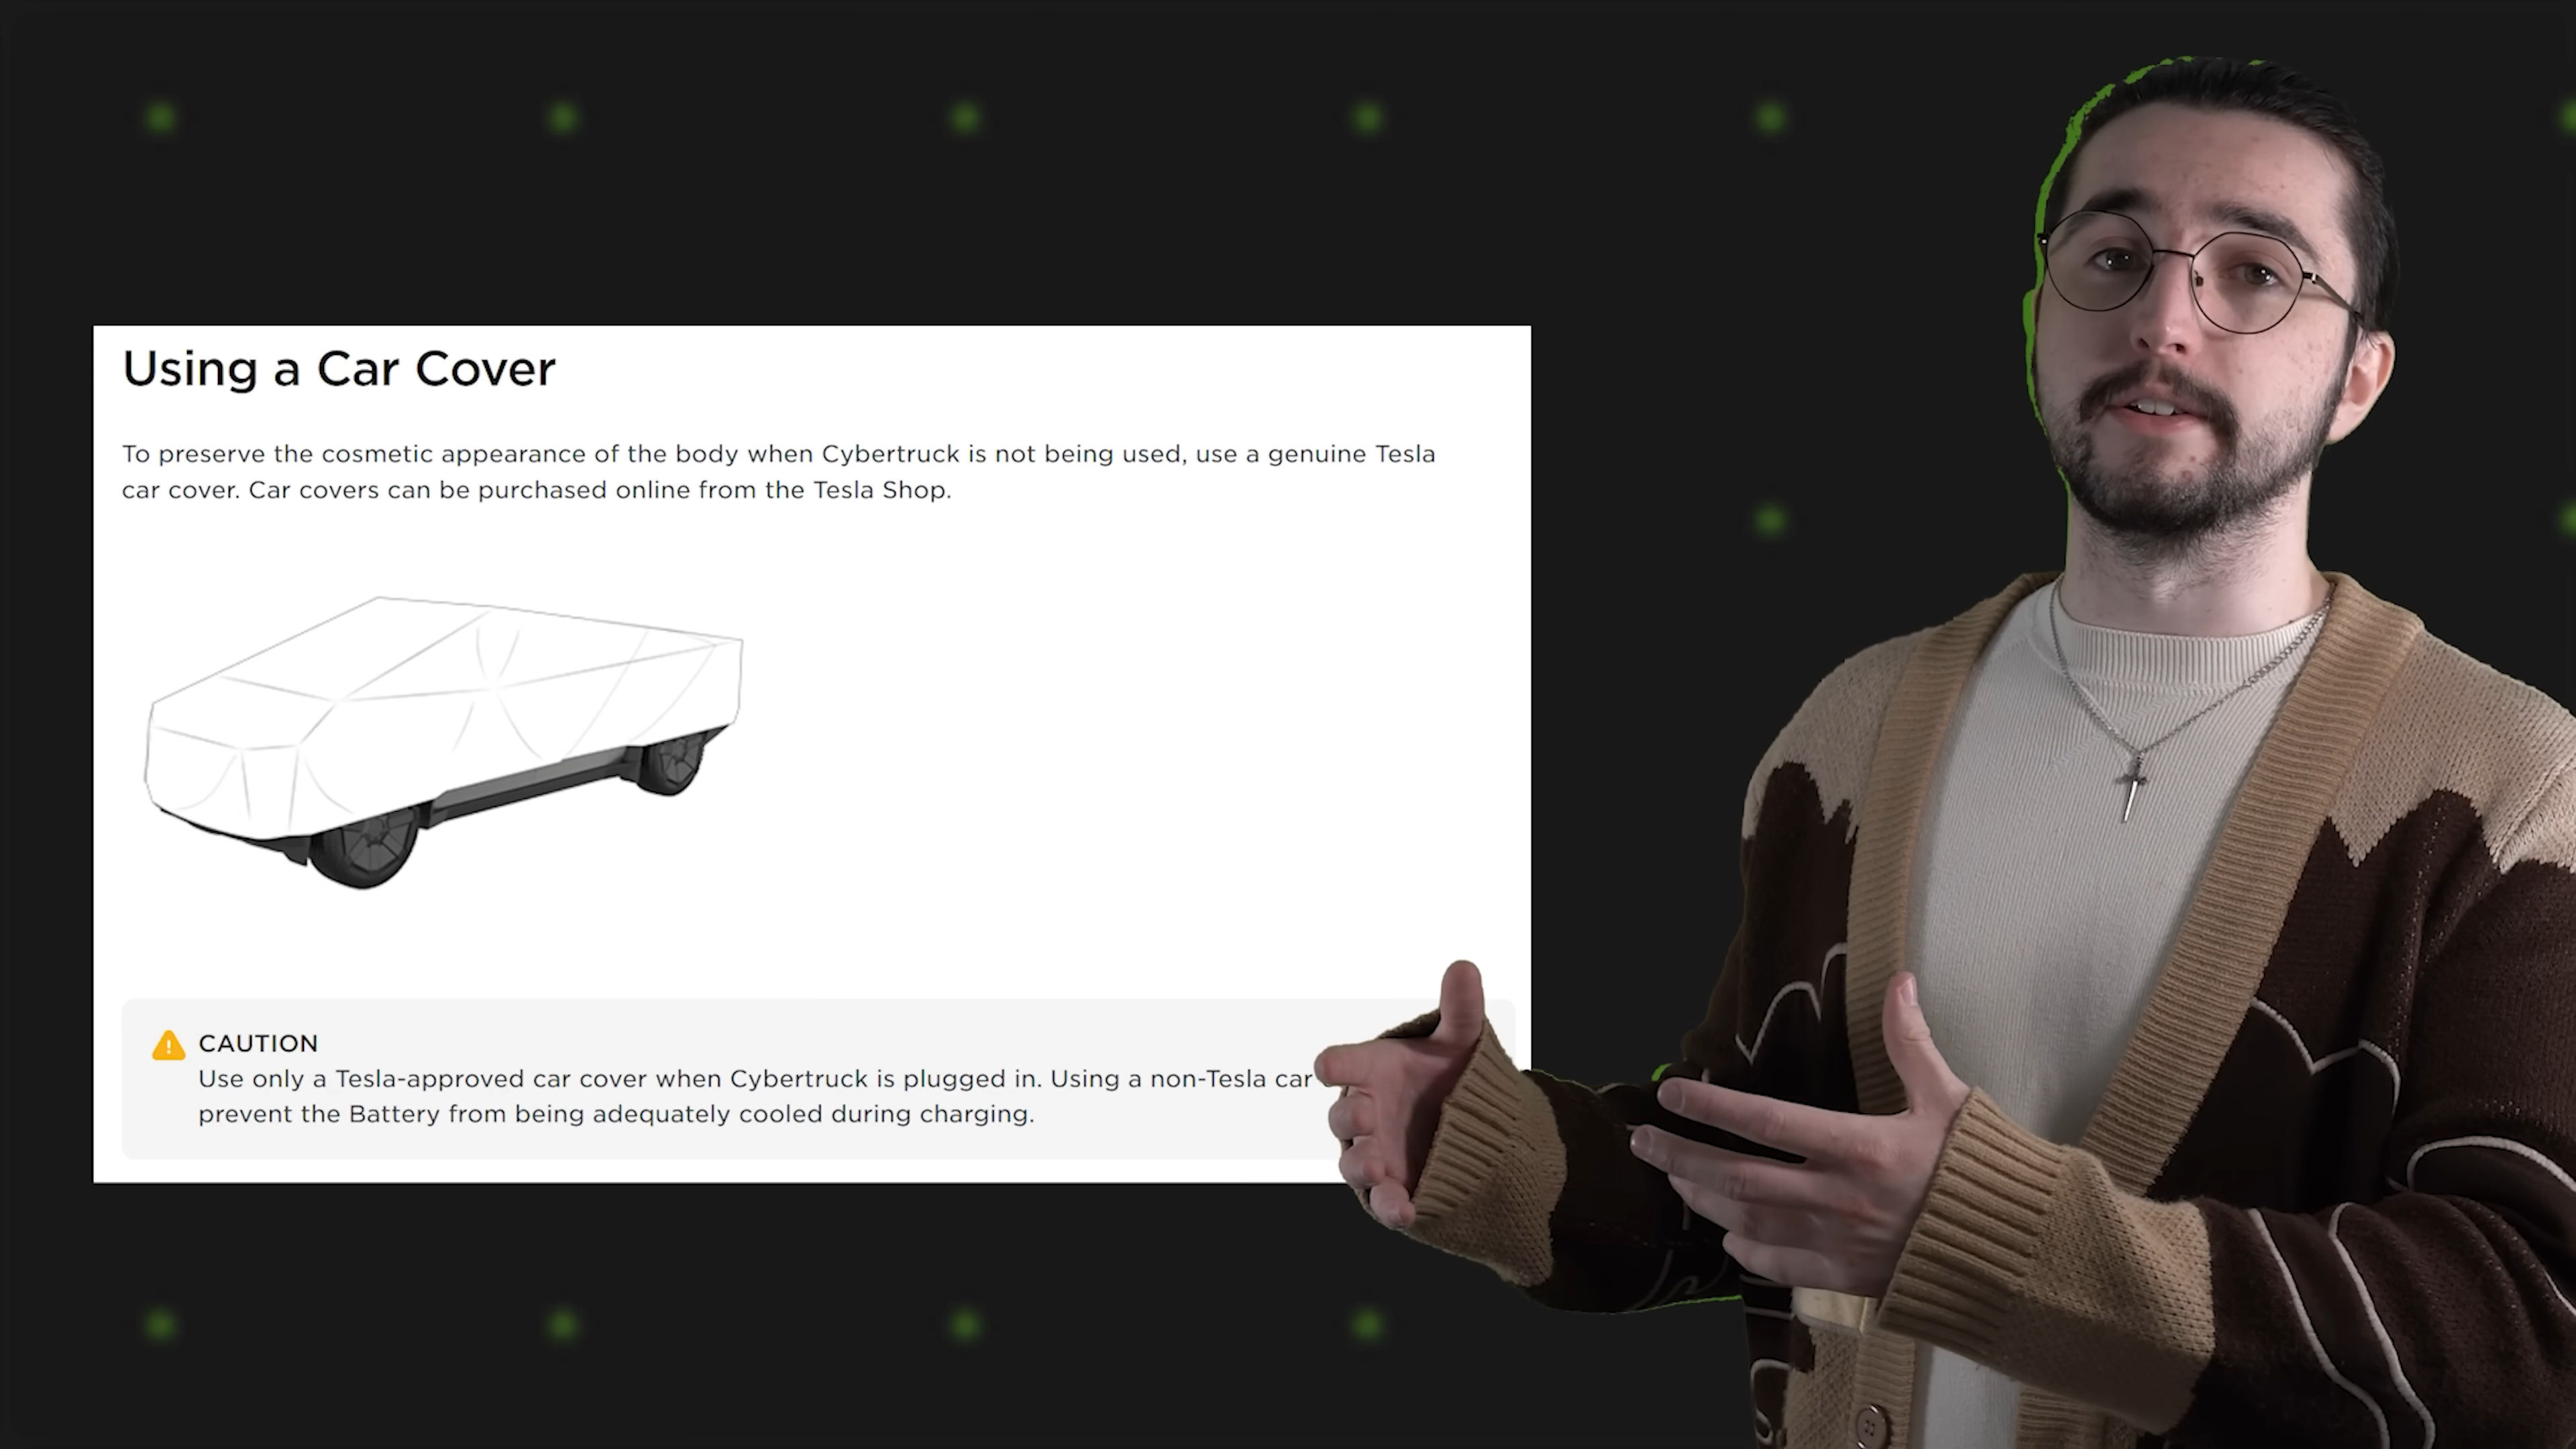 Using a Car Cover
To preserve the cosmetic appearance of the body when Cybertruck is not being used, use a genuine Tesla
car cover. Car covers can be purchased online from the Tesla Shop.
CAUTION
Use only a Tesla-approved car cover when Cybertruck is plugged in. Using a non-Tesla car
prevent the Battery from being adequately cooled during charging.